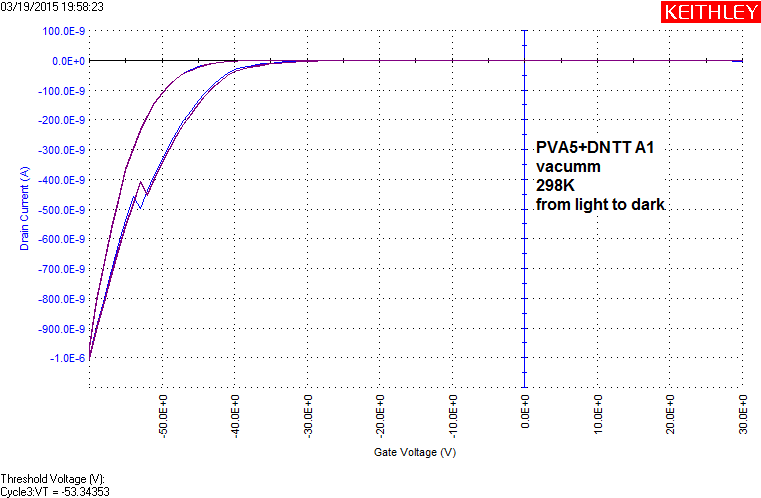 03/19/2015 19:58:23
KEITHLEY
100.0E-9
0.0E+0
-100.0E-9
-200.0E-9
-300.0E-9
-400.0E-9
-500.0E-9
-600.0E-9
-700.0E-9
-800.0E-9
-900.0E-9
-1.0E-6
Drain Current (A)
PVA5+DNTT A1
vacumm
298K
from light to dark
-50.0E+0
-40.0E+0
-30.0E+0
-20.0E+0
-10.0E+0
0.0E+0
10.0E+0
20.0E+0
30.0E+0
Gate Voltage (V)
Threshold Voltage (V):
Cycle3:VT = -53.34353